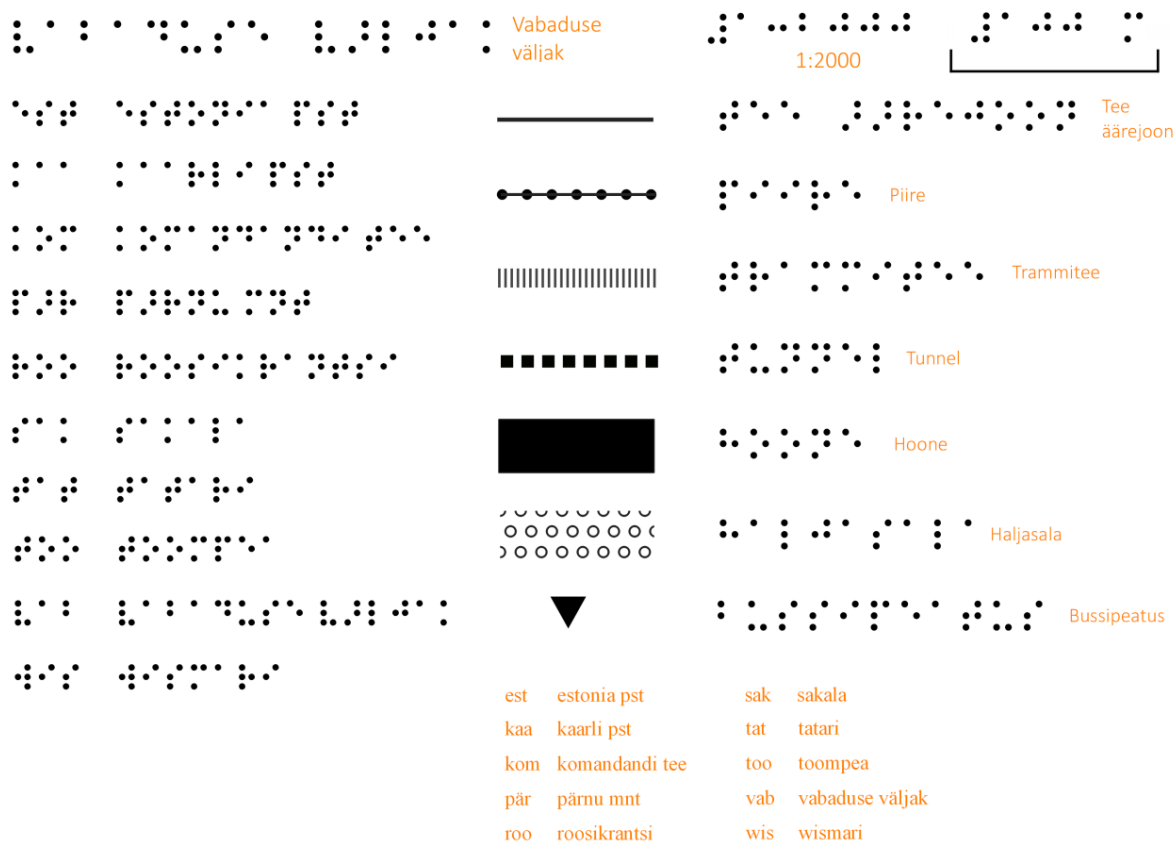 ⠧⠁⠃⠁⠙⠥⠎⠑ ⠧⠜⠇⠚⠁⠅
Vabaduse
väljak
⠼⠁⠒⠃⠚⠚⠚ ⠼⠁⠚⠚ ⠍
1:2000
⠑⠎⠞ ⠑⠎⠞⠕⠝⠊⠁ ⠏⠎⠞
⠅⠁⠁ ⠅⠁⠁⠗⠇⠊ ⠏⠎⠞
⠅⠕⠍ ⠅⠕⠍⠁⠝⠙⠁⠝⠙⠊ ⠞⠑⠑
⠏⠜⠗ ⠏⠜⠗⠝⠥ ⠍⠝⠞
⠗⠕⠕ ⠗⠕⠕⠎⠊⠅⠗⠁⠝⠞⠎⠊
⠎⠁⠅ ⠎⠁⠅⠁⠇⠁
⠞⠁⠞ ⠞⠁⠞⠁⠗⠊
⠞⠕⠕ ⠞⠕⠕⠍⠏⠑⠁
⠧⠁⠃ ⠧⠁⠃⠁⠙⠥⠎⠑ ⠧⠜⠇⠚⠁⠅
⠺⠊⠎ ⠺⠊⠎⠍⠁⠗⠊
⠞⠑⠑ ⠜⠜⠗⠑⠚⠕⠕⠝
Tee
äärejoon
⠏⠊⠊⠗⠑ Piire
⠞⠗⠁⠍⠍⠊⠞⠑⠑ Trammitee
⠞⠥⠝⠝⠑⠇ Tunnel
⠓⠕⠕⠝⠑ Hoone
⠓⠁⠇⠚⠁⠎⠁⠇⠁ Haljasala
⠃⠥⠎⠎⠊⠏⠑⠁⠞⠥⠎ Bussipeatus
est estonia pst
kaa kaarli pst
kom komandandi tee
pär pärnu mnt
roo roosikrantsi
sak sakala
tat tatari
too toompea
vab vabaduse väljak
wis wismari